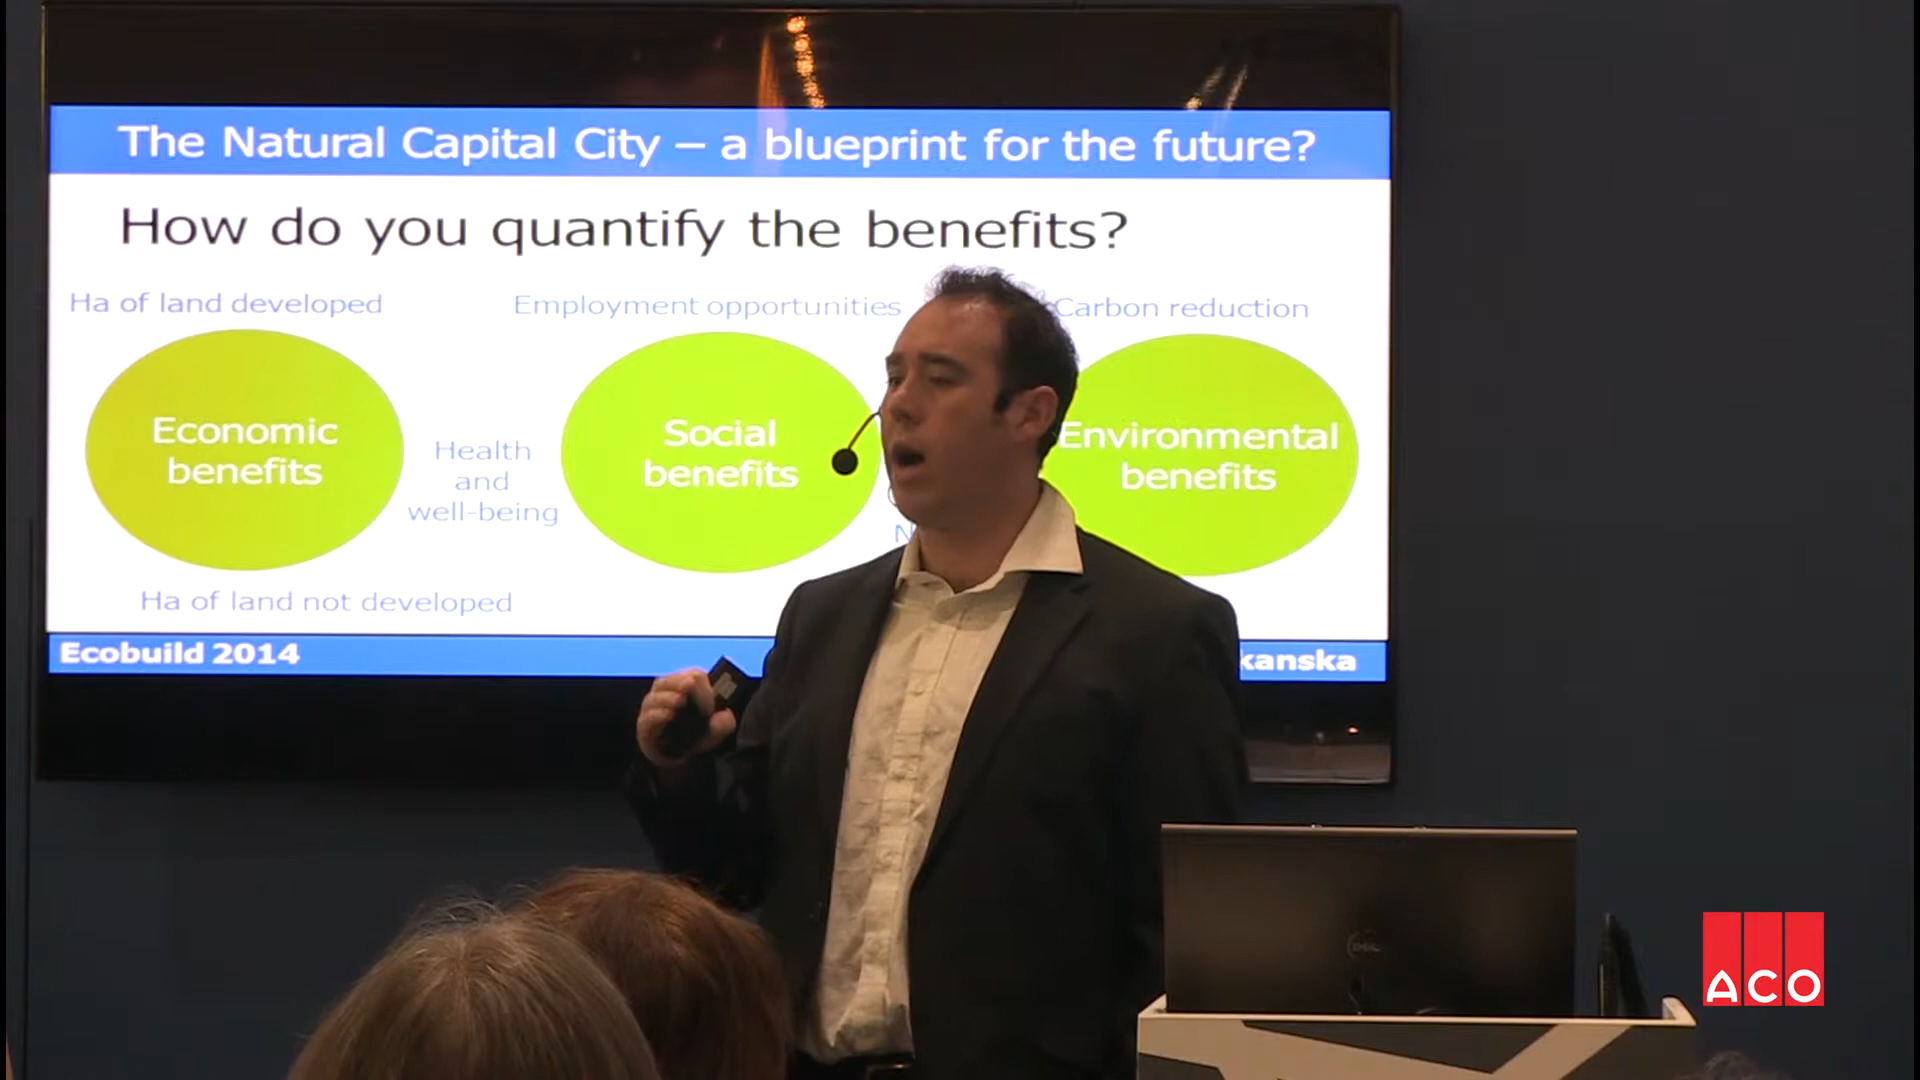 The Natural Capital City – a blueprint for the future?
How do you quantify the benefits?
Ha of land developed
Employment opportunities
Carbon reduction
Economic
benefits
Health
and
well-being
Social
benefits
Environmental
benefits
Ha of land not developed
Ecobuild 2014
kanska
DELL
ACO